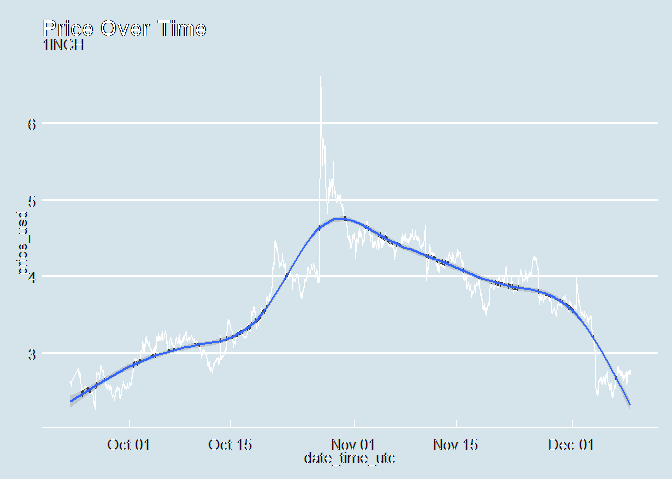 Price Over Time
1INCH
6
5
4
3
price_usd
Oct 01 Oct 15 Nov 01 Nov 15 Dec 01
date_time_utc